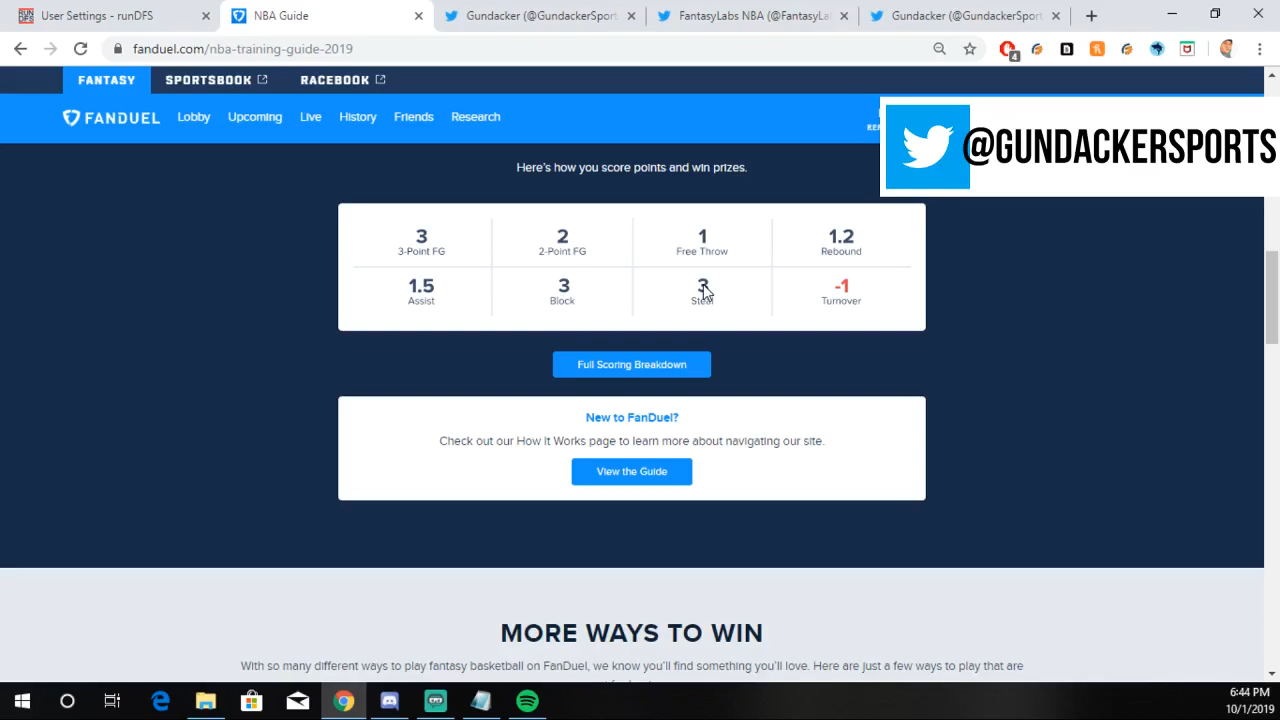 User Settings - runDFS
NBA Guide
Gundacker (@GundackerSport
FantasyLabs NBA (@FantasyLa
Gundacker (@GundackerSport
fanduel.com/nba-training-guide-2019
4
FANTASY SPORTSBOOK RACEBOOK
FANDUEL Lobby Upcoming Live History Friends Research
@GUNDACKERSPORTS
Here's how you score points and win prizes.
3 2 1 1.2
3-Point FG 2-Point FG Free Throw Rebound
1.5 3 3 -1
Assist Block Steal Turnover
Full Scoring Breakdown
New to FanDuel?
Check out our How It Works page to learn more about navigating our site.
View the Guide
MORE WAYS TO WIN
With so many different ways to play fantasy basketball on FanDuel, we know you'll find something you'll love. Here are just a few ways to play that are
6:44 PM
10/1/2019